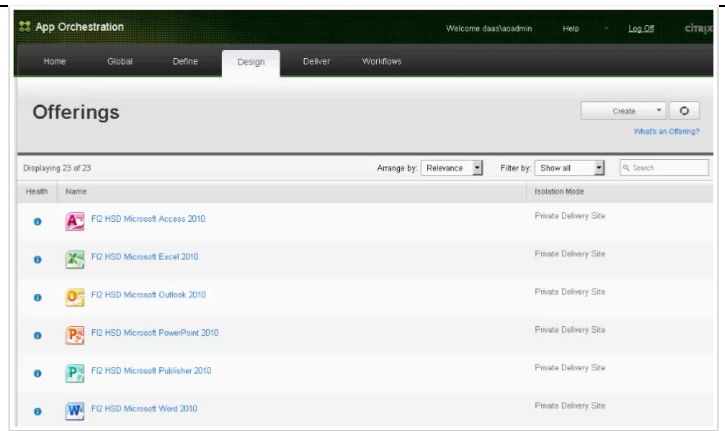 App Orchestration Welcome daas\aoadmin Help Log Off CITRIX
Home Global Define Design Deliver Workflows
Offerings
Create
What's an Offering?
Displaying 23 of 23 Arrange by: Relevance Filter by: Show all Search
Health Name Isolation Mode
FI2 HSD Microsoft Access 2010 Private Delivery Site
FI2 HSD Microsoft Excel 2010 Private Delivery Site
FI2 HSD Microsoft Outlook 2010 Private Delivery Site
FI2 HSD Microsoft PowerPoint 2010 Private Delivery Site
FI2 HSD Microsoft Publisher 2010 Private Delivery Site
FI2 HSD Microsoft Word 2010 Private Delivery Site